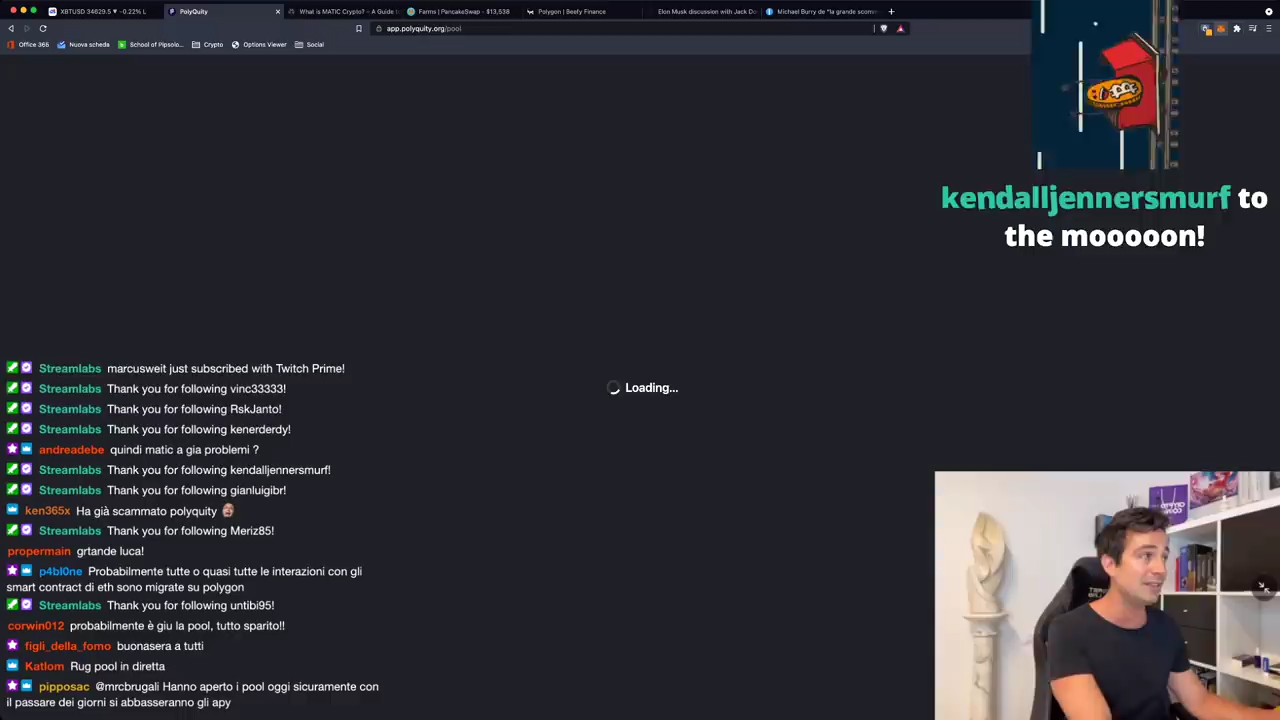 XBTUSD 34629.5 ▼ -0.22%
PolyQuity
What is MATIC Crypto? – A Guide t
Farms | PancakeSwap - $13,538
Polygon | Beefy Finance
Elon Musk discussion with Jack Do
Michael Burry de "la grande scom
app.polyquity.org/pool
Office 365
Nuova scheda
School of Pipsolo...
Crypto
Options Viewer
Social
kendalljennersmurf to
the mooooon!
Loading...
Streamlabs marcusweit just subscribed with Twitch Prime!
Streamlabs Thank you for following vinc33333!
Streamlabs Thank you for following RskJanto!
Streamlabs Thank you for following kenerderdy!
andreadebe quindi matic a gia problemi ?
Streamlabs Thank you for following kendalljennersmurf!
Streamlabs Thank you for following gianluigibr!
ken365x Ha già scammato polyquity
Streamlabs Thank you for following Meriz85!
propermain grtande luca!
p4bl0ne Probabilmente tutte o quasi tutte le interazioni con gli
smart contract di eth sono migrate su polygon
Streamlabs Thank you for following untibi95!
corwin012 probabilmente è giu la pool, tutto sparito!!
figli_della_fomo buonasera a tutti
Katlom Rug pool in diretta
pipposac @mrcbrugali Hanno aperto i pool oggi sicuramente con
il passare dei giorni si abbasseranno gli apy